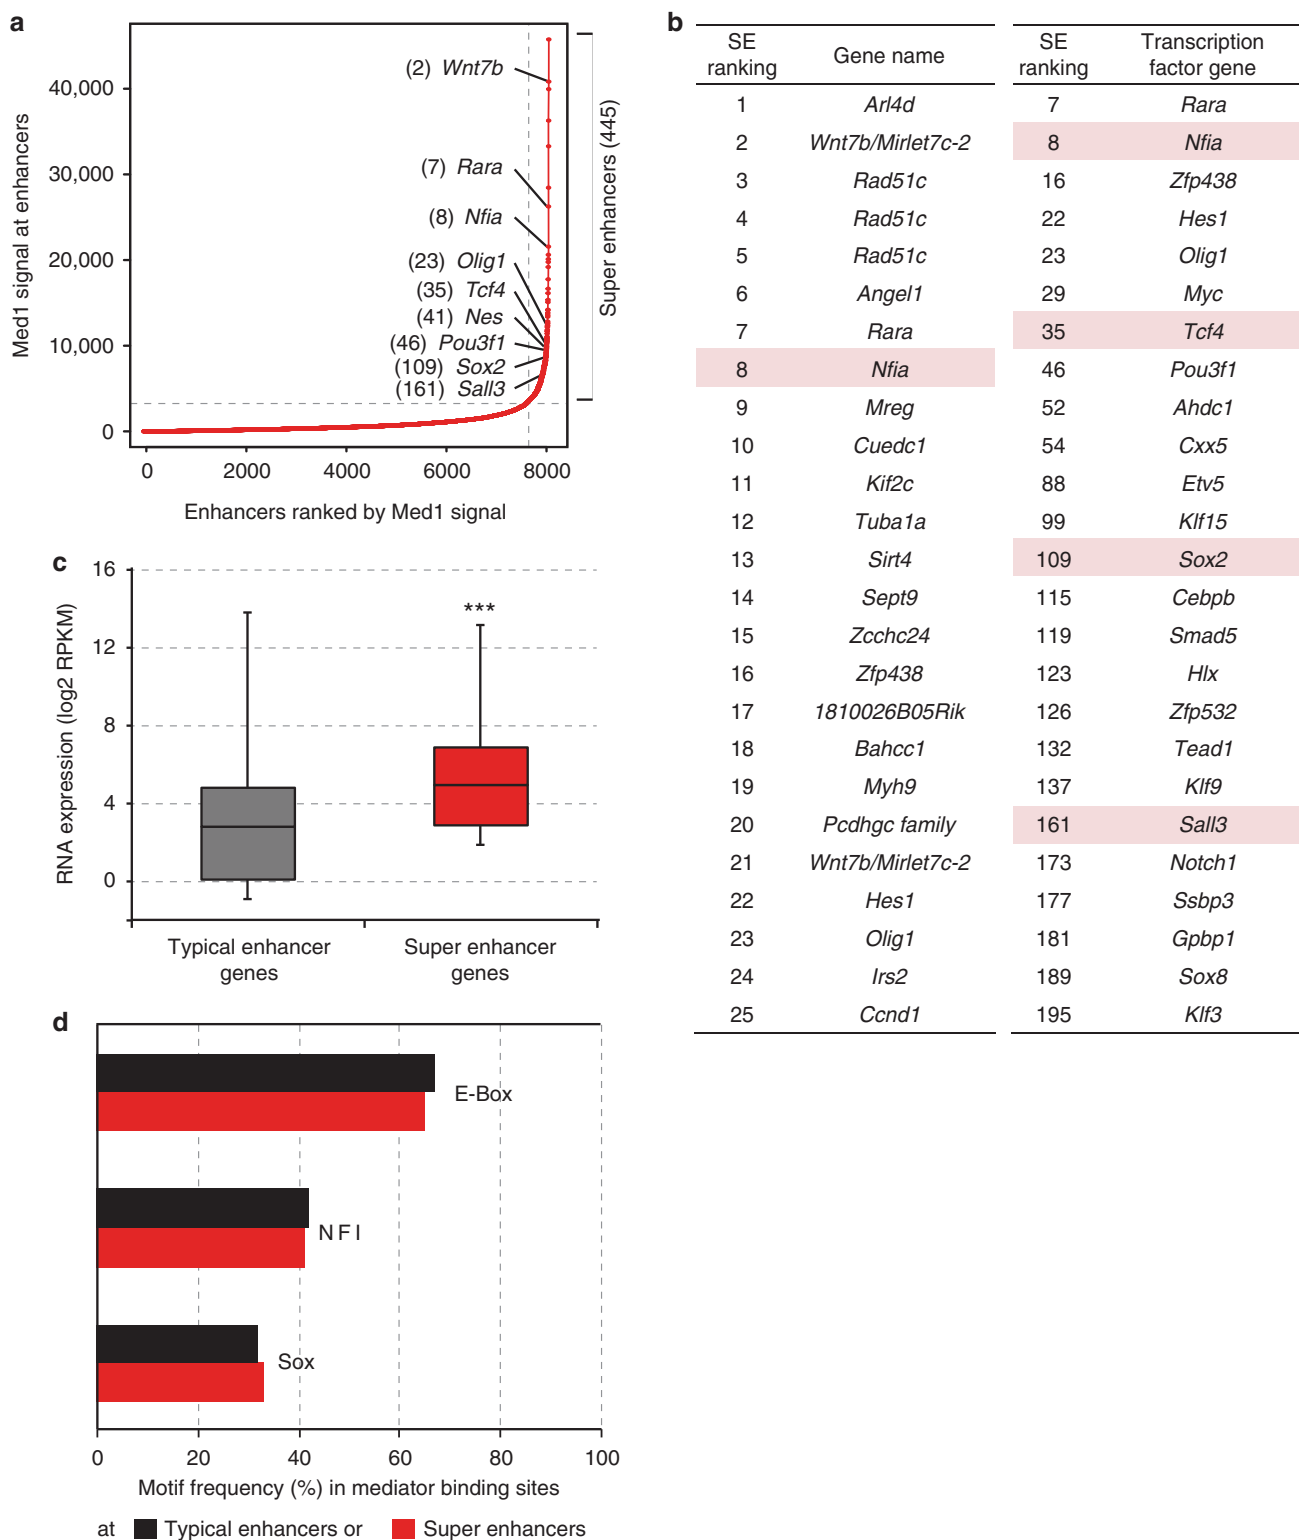 a
Med1 signal at enhancers
40,000
30,000
20,000
10,000
0
(2) Wnt7b
(7) Rara
(8) Nfia
(23) Olig1
(35) Tcf4
(41) Nes
(46) Pou3f1
(109) Sox2
(161) Sall3
Super enhancers (445)
0 2000 4000 6000 8000
Enhancers ranked by Med1 signal
b
SE ranking Gene name
1 Arl4d
2 Wnt7b/Mirlet7c-2
3 Rad51c
4 Rad51c
5 Rad51c
6 Angel1
7 Rara
8 Nfia
9 Mreg
10 Cuedc1
11 Kif2c
12 Tuba1a
13 Sirt4
14 Sept9
15 Zcchc24
16 Zfp438
17 1810026B05Rik
18 Bahcc1
19 Myh9
20 Pcdhgc family
21 Wnt7b/Mirlet7c-2
22 Hes1
23 Olig1
24 Irs2
25 Ccnd1
SE ranking Transcription factor gene
7 Rara
8 Nfia
16 Zfp438
22 Hes1
23 Olig1
29 Myc
35 Tcf4
46 Pou3f1
52 Ahdc1
54 Cxx5
88 Etv5
99 Klf15
109 Sox2
115 Cebpb
119 Smad5
123 Hlx
126 Zfp532
132 Tead1
137 Klf9
161 Sall3
173 Notch1
177 Ssbp3
181 Gpbp1
189 Sox8
195 Klf3
c
RNA expression (log2 RPKM)
16
12
8
4
0
***
Typical enhancer
genes
Super enhancer
genes
d
E-Box
NFI
Sox
0 20 40 60 80 100
Motif frequency (%) in mediator binding sites
at Typical enhancers or Super enhancers